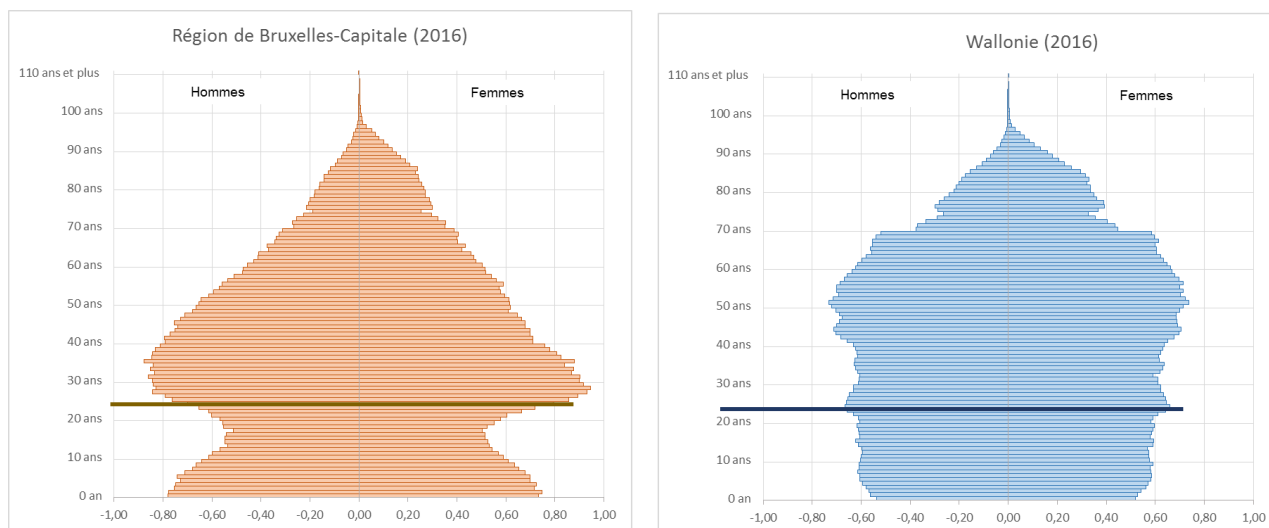 Région de Bruxelles-Capitale (2016)
110 ans et plus
Hommes
Femmes
100 ans
90 ans
80 ans
70 ans
60 ans
50 ans
40 ans
30 ans
20 ans
10 ans
0 an
-1,00 -0,80 -0,60 -0,40 -0,20 0,00 0,20 0,40 0,60 0,80 1,00
Wallonie (2016)
110 ans et plus
Hommes
Femmes
100 ans
90 ans
80 ans
70 ans
60 ans
50 ans
40 ans
30 ans
20 ans
10 ans
0 an
-1,00 -0,80 -0,60 -0,40 -0,20 0,00 0,20 0,40 0,60 0,80 1,00